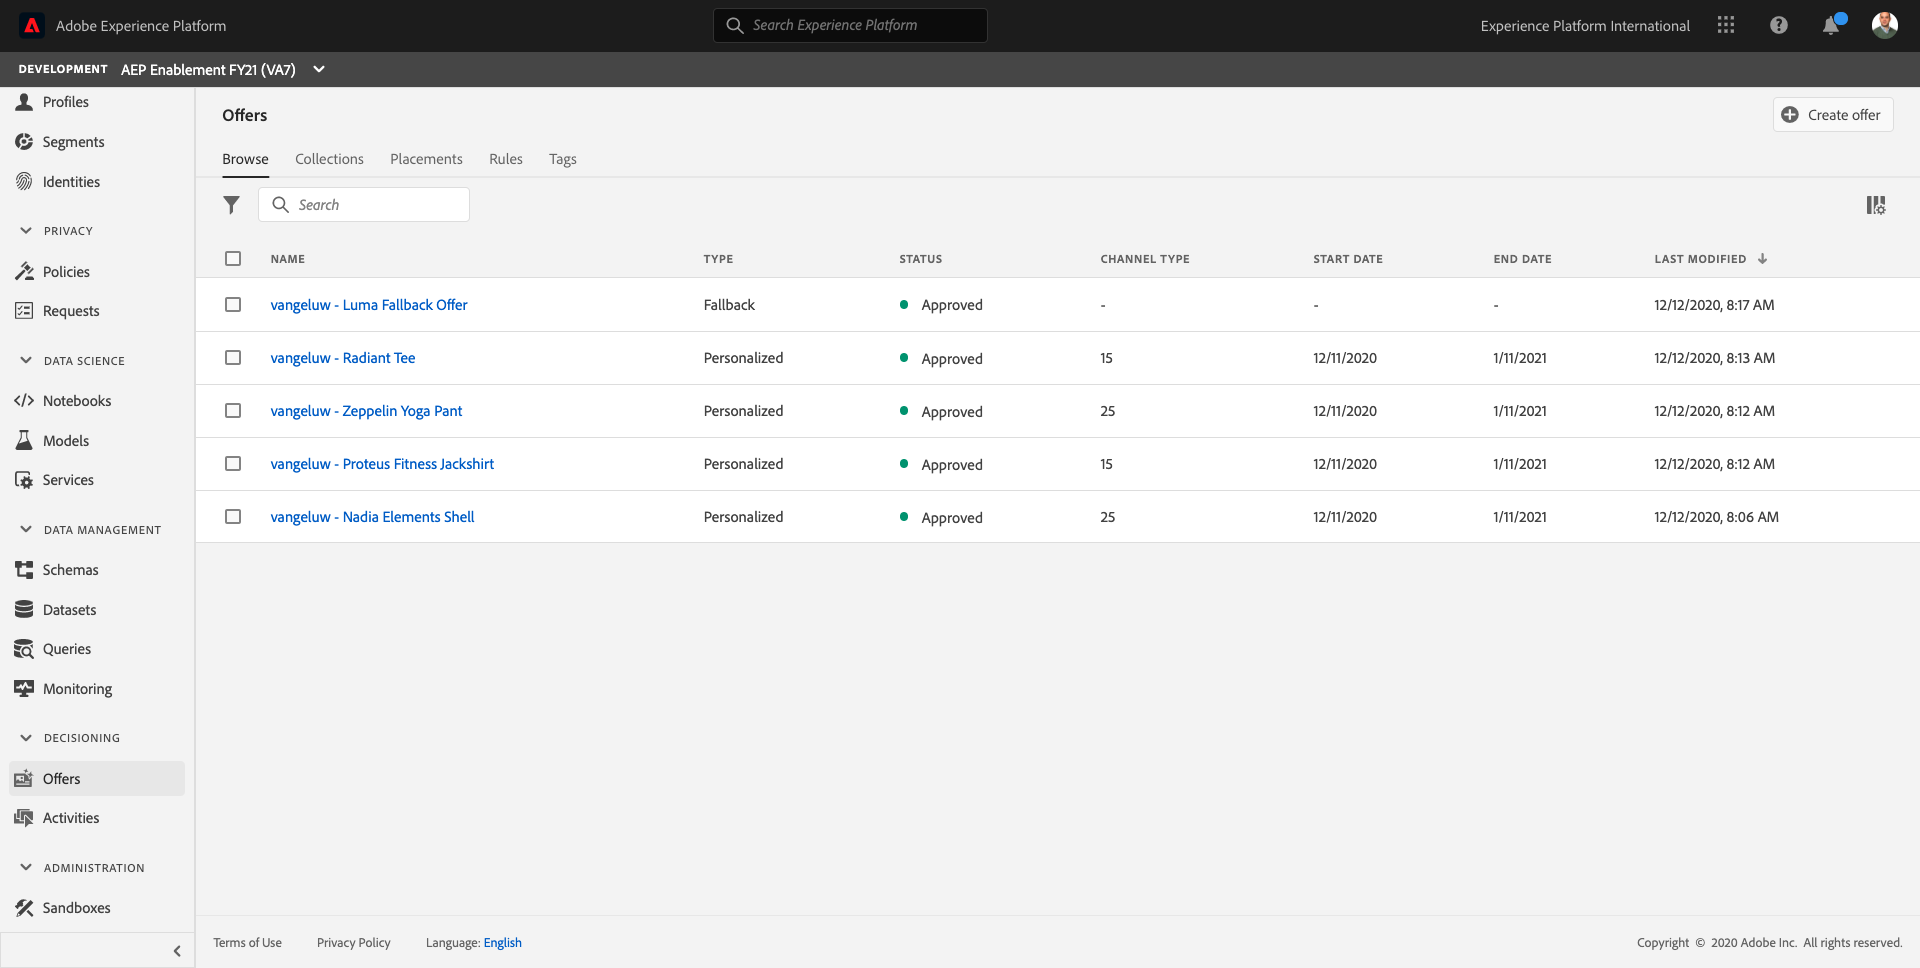 Adobe Experience Platform
Search Experience Platform
Experience Platform International
DEVELOPMENT AEP Enablement FY21 (VA7)
Profiles
Segments
Identities
PRIVACY
Policies
Requests
DATA SCIENCE
Notebooks
Models
Services
DATA MANAGEMENT
Schemas
Datasets
Queries
Monitoring
DECISIONING
Offers
Activities
ADMINISTRATION
Sandboxes
Offers
Create offer
Browse Collections Placements Rules Tags
Search
NAME TYPE STATUS CHANNEL TYPE START DATE END DATE LAST MODIFIED
vangeluw - Luma Fallback Offer Fallback Approved - - - 12/12/2020, 8:17 AM
vangeluw - Radiant Tee Personalized Approved 15 12/11/2020 1/11/2021 12/12/2020, 8:13 AM
vangeluw - Zeppelin Yoga Pant Personalized Approved 25 12/11/2020 1/11/2021 12/12/2020, 8:12 AM
vangeluw - Proteus Fitness Jackshirt Personalized Approved 15 12/11/2020 1/11/2021 12/12/2020, 8:12 AM
vangeluw - Nadia Elements Shell Personalized Approved 25 12/11/2020 1/11/2021 12/12/2020, 8:06 AM
Terms of Use Privacy Policy Language: English
Copyright © 2020 Adobe Inc. All rights reserved.